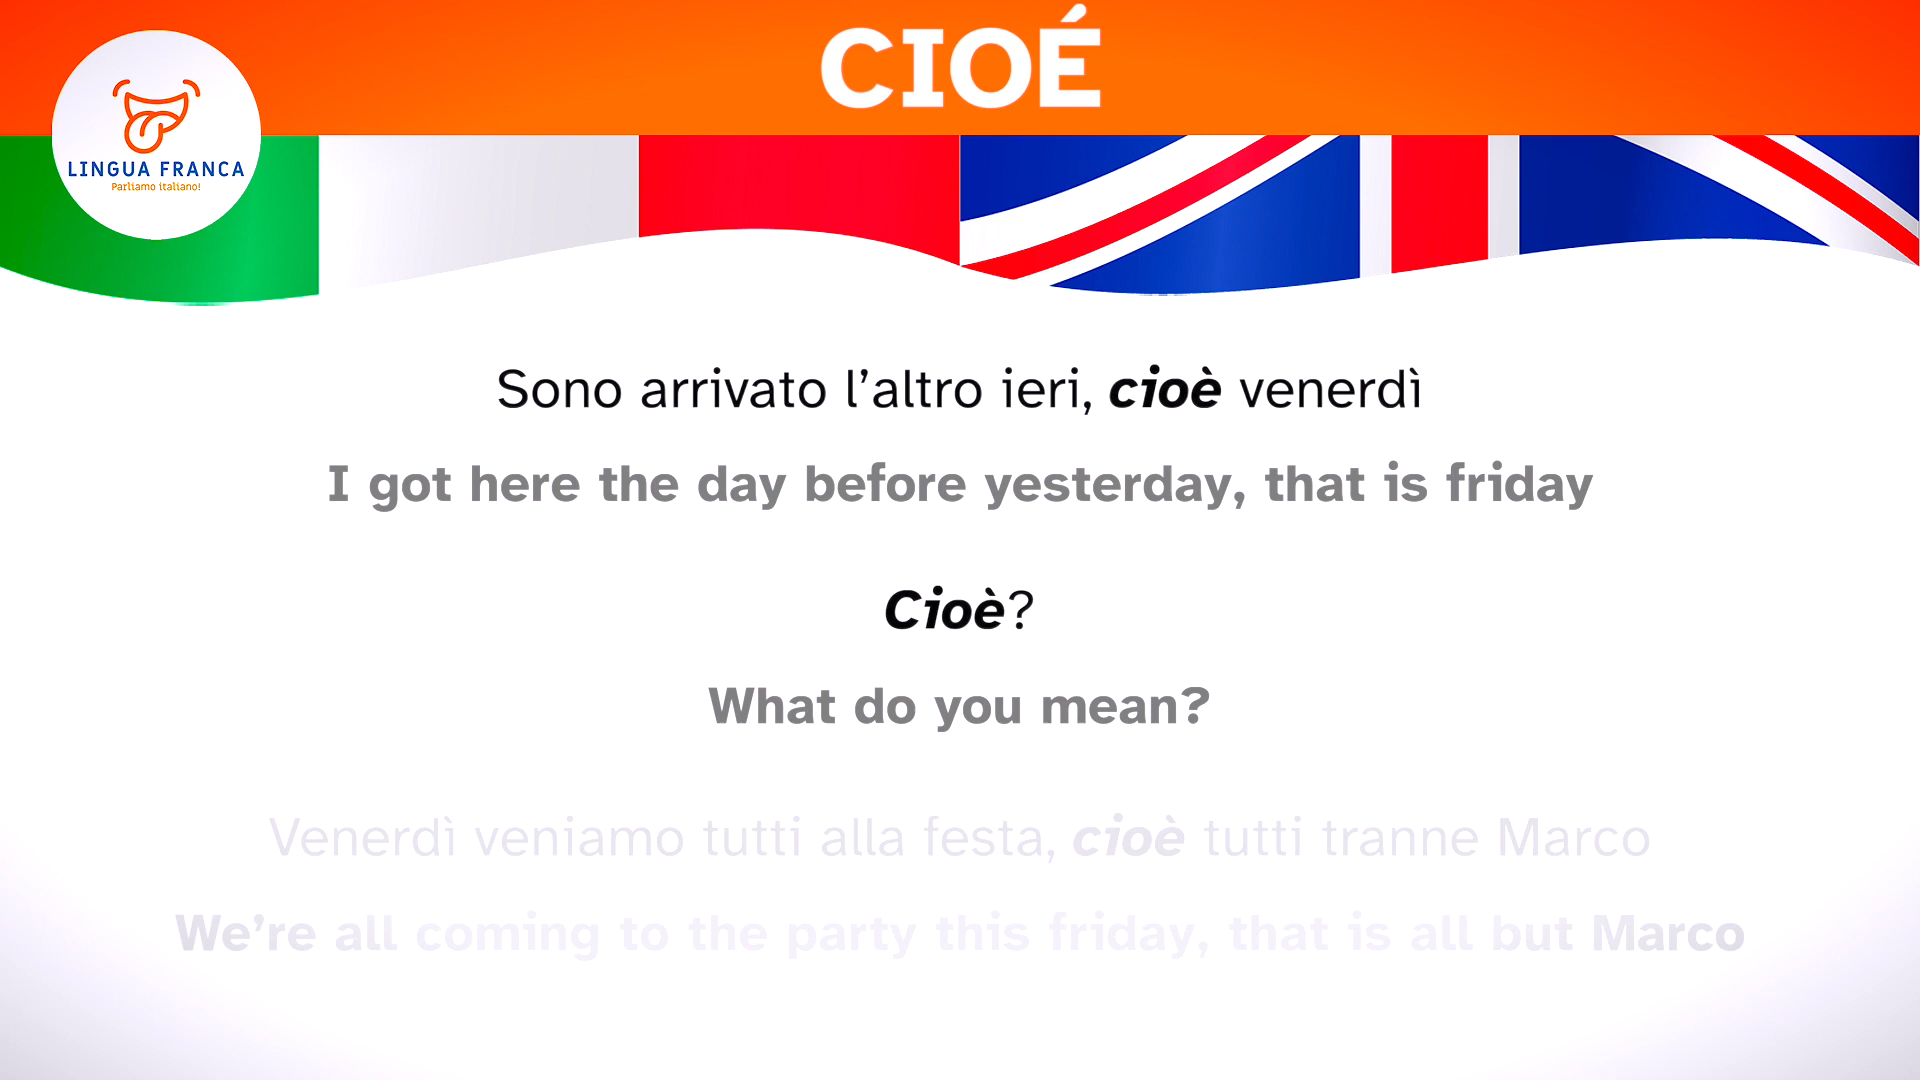 CIOÉ
LINGUA FRANCA
Parliamo italiano!
Sono arrivato l’altro ieri, cioè venerdì
I got here the day before yesterday, that is friday
Cioè?
What do you mean?
Venerdì veniamo tutti alla festa, cioè tutti tranne Marco
We’re all coming to the party this friday, that is all but Marco